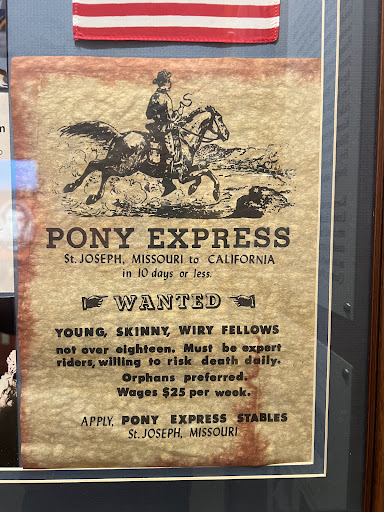 PONY EXPRESS
St. JOSEPH, MISSOURI to CALIFORNIA
in 10 days or less.
WANTED
YOUNG, SKINNY, WIRY FELLOWS
not over eighteen. Must be expert
riders, willing to risk death daily.
Orphans preferred.
Wages $25 per week.
APPLY, PONY EXPRESS STABLES
St. JOSEPH, MISSOURI